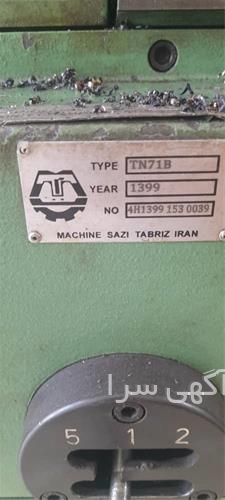 TYPE TN71B
YEAR 1399
NO 4H1399 153 0039
MACHINE SAZI TABRIZ IRAN
آگهی سرا
5 1 2